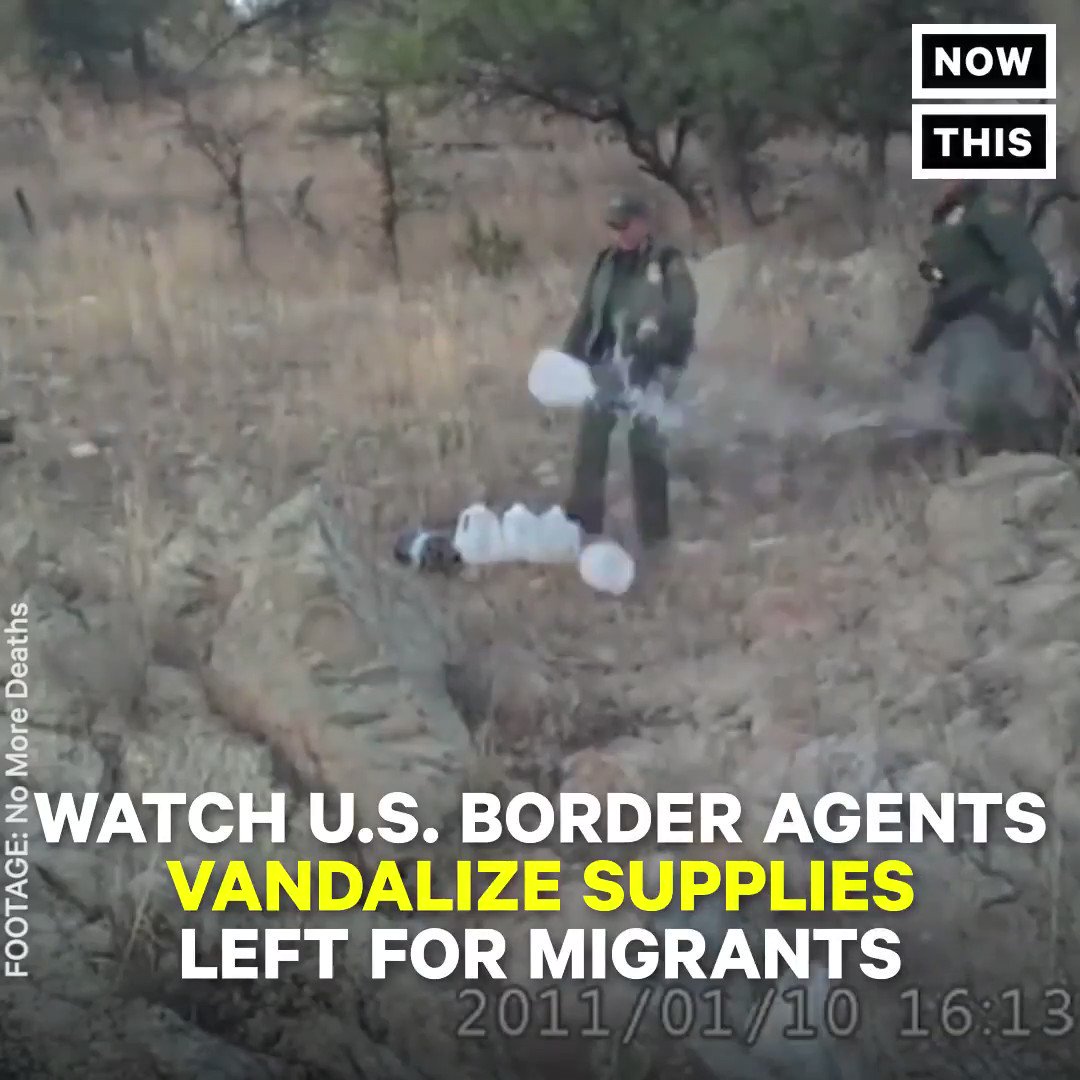 NOW
THIS
FOOTAGE: No More Deaths
WATCH U.S. BORDER AGENTS
VANDALIZE SUPPLIES
LEFT FOR MIGRANTS
2011/01/10 16:13